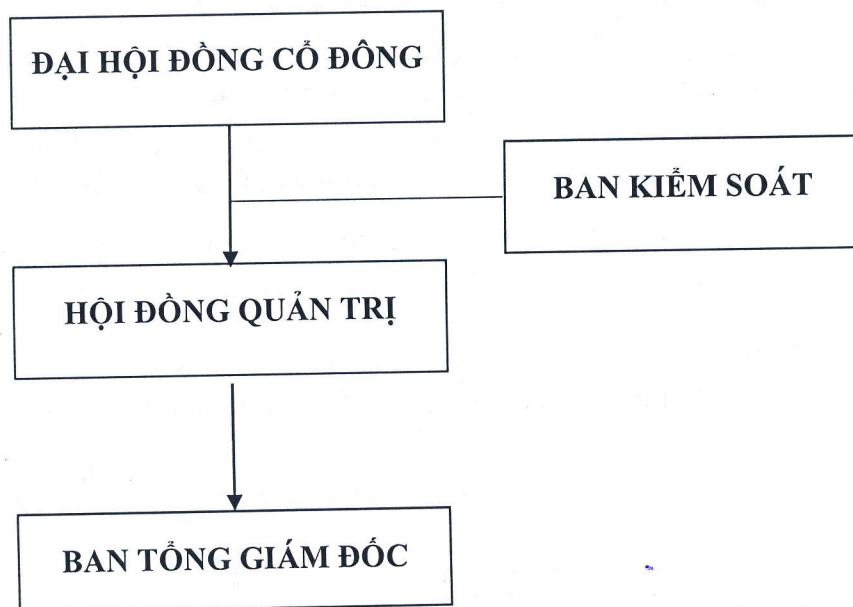 ĐẠI HỘI ĐỒNG CỔ ĐÔNG
BAN KIỂM SOÁT
HỘI ĐỒNG QUẢN TRỊ
BAN TỔNG GIÁM ĐỐC